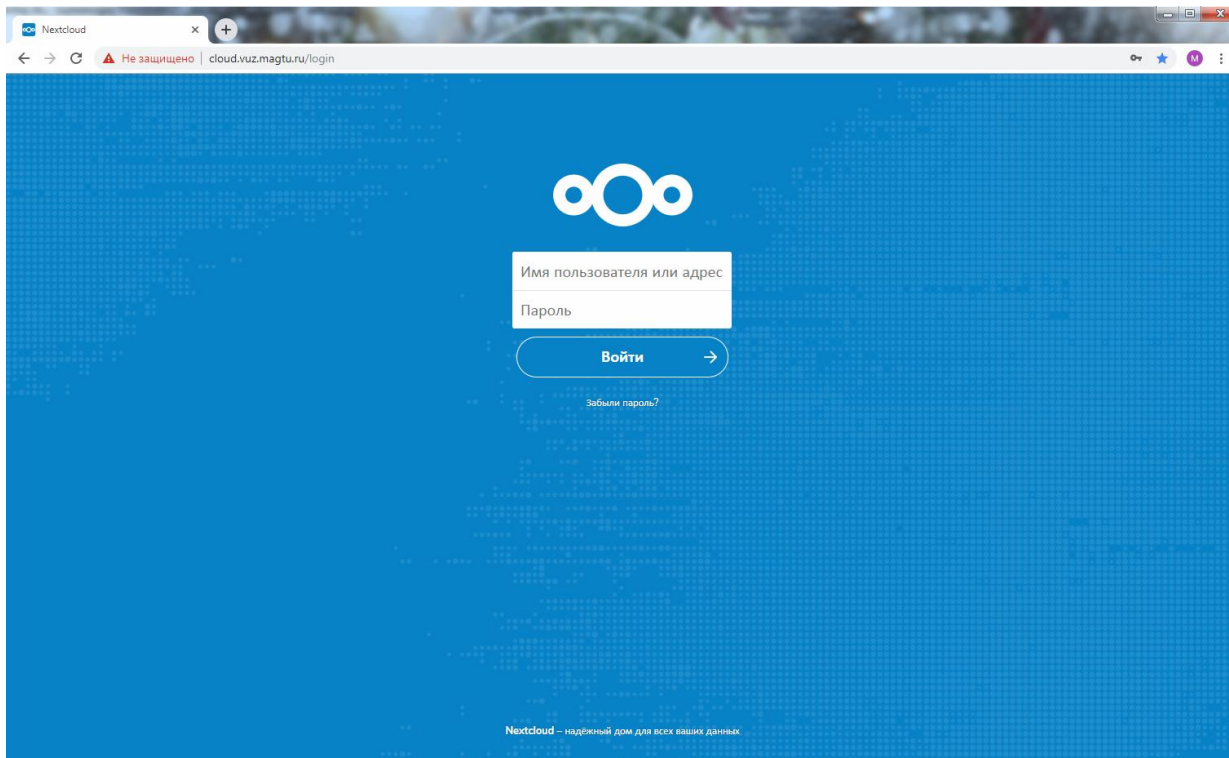 Nextcloud
Не защищено cloud.vuz.magtu.ru/login
M
Имя пользователя или адрес
Пароль
Войти
Забыли пароль?
Nextcloud – надёжный дом для всех ваших данных